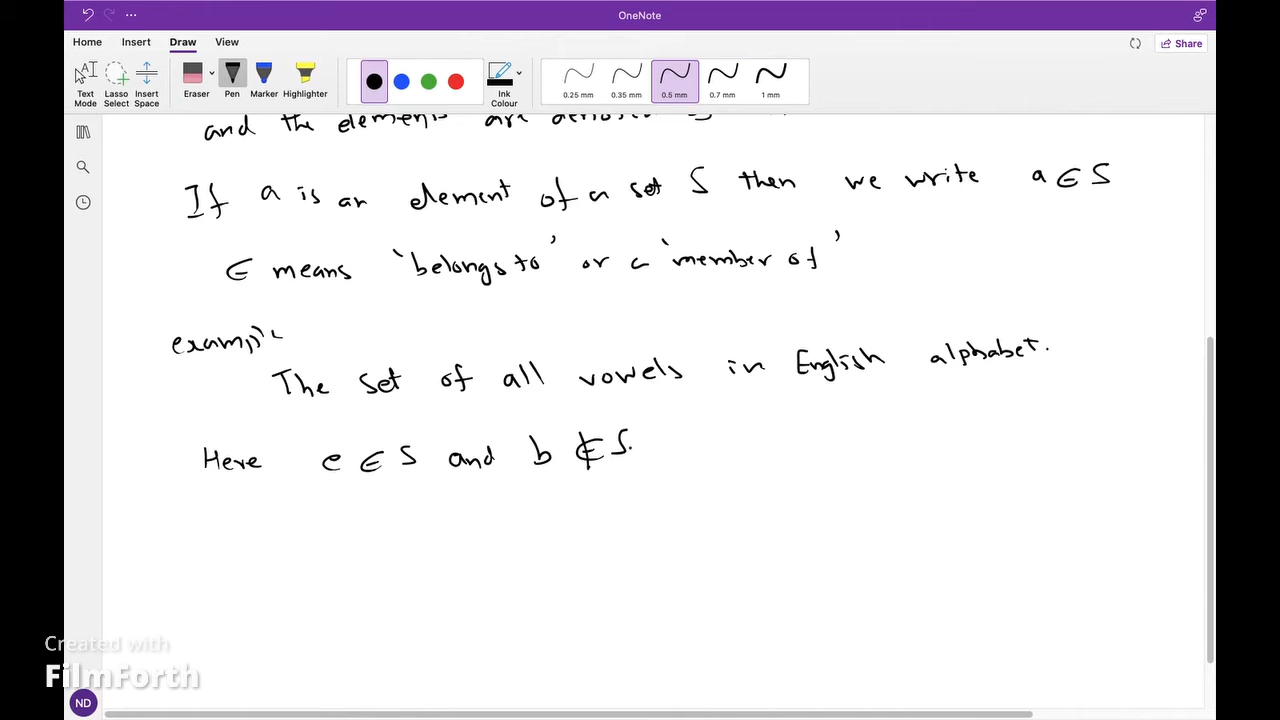 OneNote
Home Insert Draw View
Share
Text Mode
Lasso Select
Insert Space
Eraser
Pen
Marker
Highlighter
Ink Colour
0.25 mm
0.35 mm
0.5 mm
0.7 mm
1 mm
and the elements are
If a is an element of a set S then we write a ∈ S
∈ means 'belongs to' or a 'member of'
example
The set of all vowels in English alphabet.
Here e ∈ S and b ∉ S.
Created with
FilmForth
ND